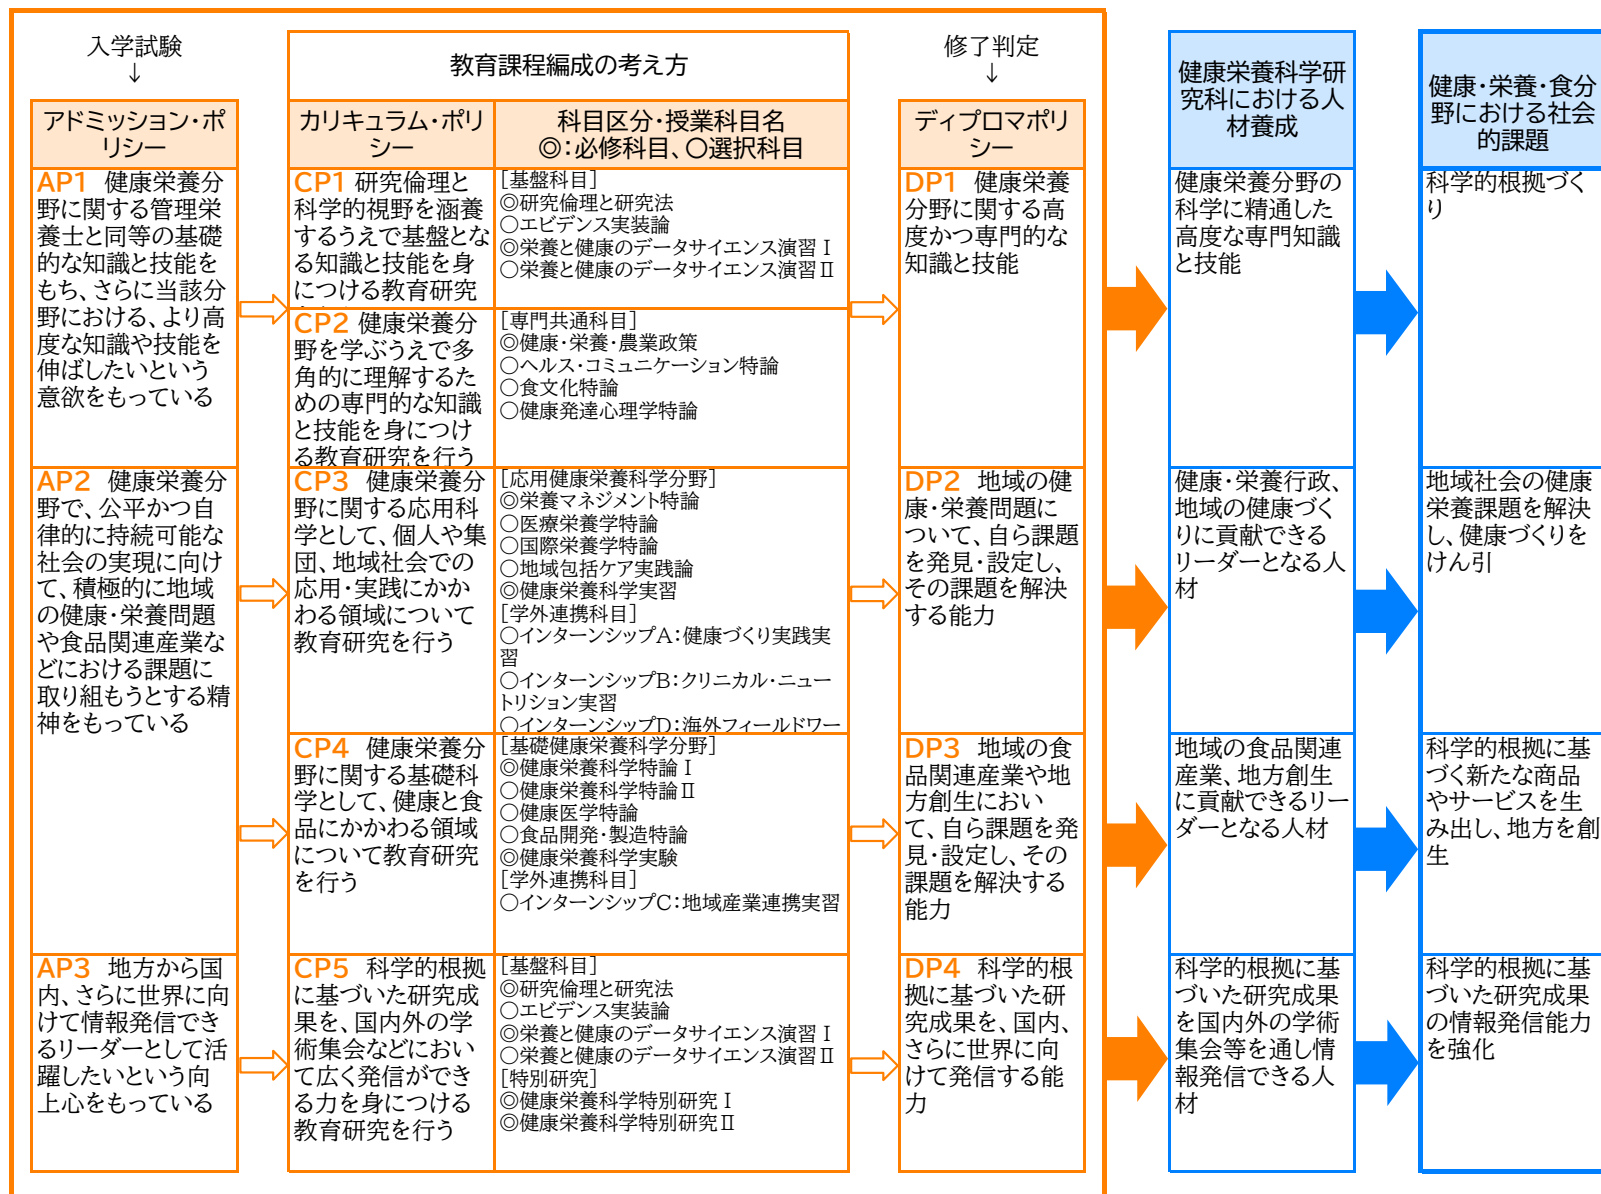 入学試験
↓
アドミッション・ポ
リシー
AP1 健康栄養分
野に関する管理栄
養士と同等の基礎
的な知識と技能を
もち、さらに当該分
野における、より高
度な知識や技能を
伸ばしたいという
意欲をもっている
AP2 健康栄養分
野で、公平かつ自
律的に持続可能な
社会の実現に向け
て、積極的に地域
の健康・栄養問題
や食品関連産業な
どにおける課題に
取り組もうとする精
神をもっている
AP3 地方から国
内、さらに世界に向
けて情報発信でき
るリーダーとして活
躍したいという向
上心をもっている
教育課程編成の考え方
カリキュラム・ポリ
シー
科目区分・授業科目名
◎：必修科目、〇選択科目
CP1 研究倫理と
科学的視野を涵養
するうえで基盤とな
る知識と技能を身
につける教育研究
[基盤科目]
◎研究倫理と研究法
〇エビデンス実装論
◎栄養と健康のデータサイエンス演習Ⅰ
〇栄養と健康のデータサイエンス演習Ⅱ
CP2 健康栄養分
野を学ぶうえで多
角的に理解するた
めの専門的な知識
と技能を身につけ
る教育研究を行う
[専門共通科目]
◎健康・栄養・農業政策
〇ヘルス・コミュニケーション特論
〇食文化特論
〇健康発達心理学特論
CP3 健康栄養分
野に関する応用科
学として、個人や集
団、地域社会での
応用・実践にかか
わる領域について
教育研究を行う
[応用健康栄養科学分野]
◎栄養マネジメント特論
〇医療栄養学特論
〇国際栄養学特論
〇地域包括ケア実践論
◎健康栄養科学実習
[学外連携科目]
〇インターンシップA：健康づくり実践実
習
〇インターンシップB：クリニカル・ニュー
トリション実習
〇インターンシップD：海外フィールドワー
CP4 健康栄養分
野に関する基礎科
学として、健康と食
品にかかわる領域
について教育研究
を行う
[基礎健康栄養科学分野]
◎健康栄養科学特論Ⅰ
〇健康栄養科学特論Ⅱ
〇健康医学特論
〇食品開発・製造特論
◎健康栄養科学実験
[学外連携科目]
〇インターンシップC：地域産業連携実習
CP5 科学的根拠
に基づいた研究成
果を、国内外の学
術集会などにおい
て広く発信ができ
る力を身につける
教育研究を行う
[基盤科目]
◎研究倫理と研究法
〇エビデンス実装論
◎栄養と健康のデータサイエンス演習Ⅰ
〇栄養と健康のデータサイエンス演習Ⅱ
[特別研究]
◎健康栄養科学特別研究Ⅰ
◎健康栄養科学特別研究Ⅱ
修了判定
↓
ディプロマポリ
シー
DP1 健康栄養
分野に関する高
度かつ専門的な
知識と技能
DP2 地域の健
康・栄養問題に
ついて、自ら課題
を発見・設定し、
その課題を解決
する能力
DP3 地域の食
品関連産業や地
方創生におい
て、自ら課題を発
見・設定し、その
課題を解決する
能力
DP4 科学的根
拠に基づいた研
究成果を、国内、
さらに世界に向
けて発信する能
力
健康栄養科学研
究科における人
材養成
健康栄養分野の
科学に精通した
高度な専門知識
と技能
健康・栄養行政、
地域の健康づく
りに貢献できる
リーダーとなる人
材
地域の食品関連
産業、地方創生
に貢献できるリー
ダーとなる人材
科学的根拠に基
づいた研究成果
を国内外の学術
集会等を通し情
報発信できる人
材
健康・栄養・食分
野における社会
的課題
科学的根拠づく
り
地域社会の健康
栄養課題を解決
し、健康づくりを
けん引
科学的根拠に基
づく新たな商品
やサービスを生
み出し、地方を創
生
科学的根拠に基
づいた研究成果
の情報発信能力
を強化